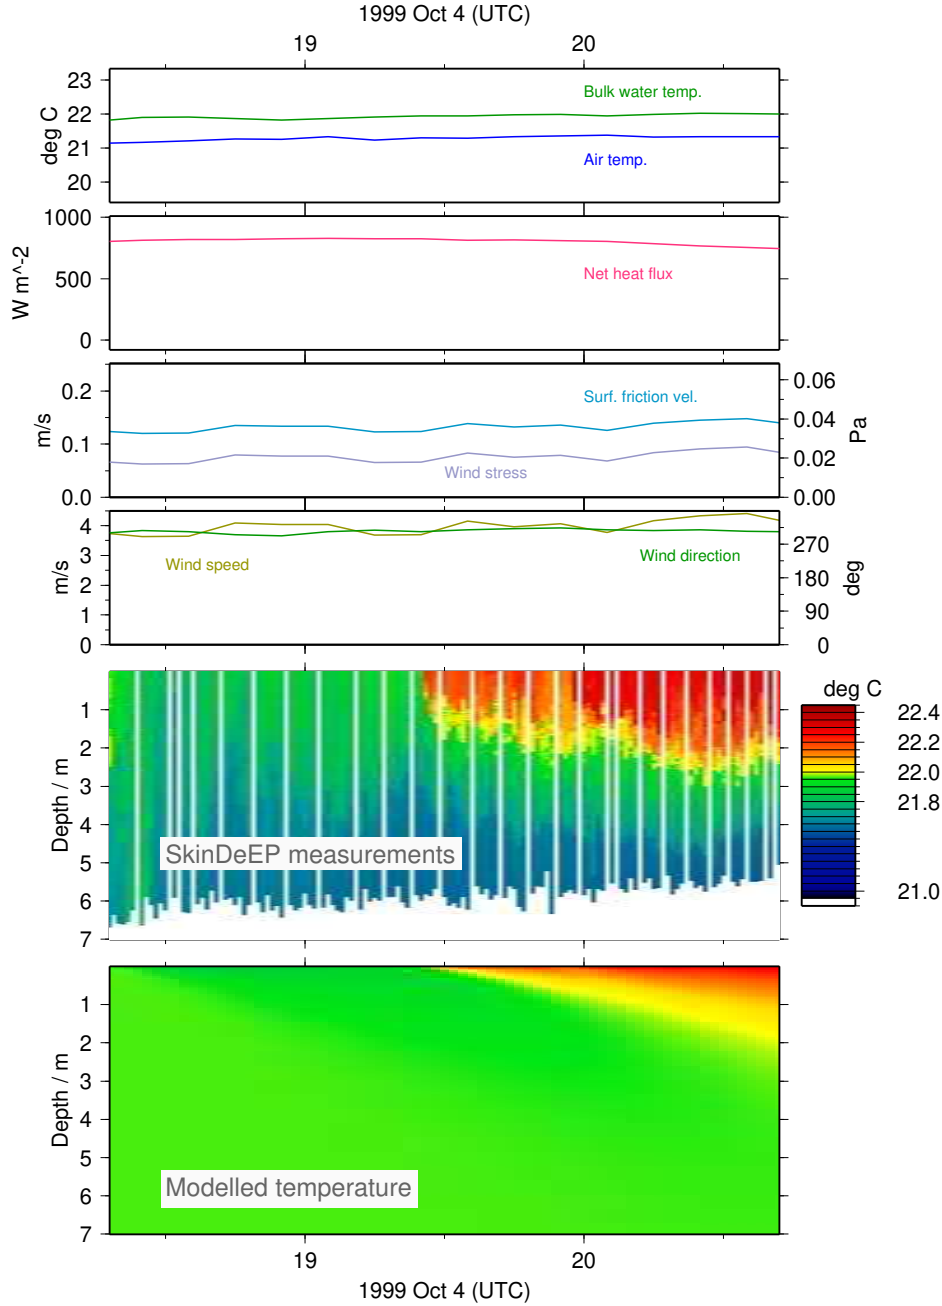 1999 Oct 4 (UTC)
19 20
23
22
21
20
deg C
Bulk water temp.
Air temp.
1000
500
0
W m^-2
Net heat flux
0.2
0.1
0.0
m/s
Surf. friction vel.
Wind stress
0.06
0.04
0.02
0.00
Pa
4
3
2
1
0
m/s
Wind speed
Wind direction
270
180
90
0
deg
1
2
3
4
5
6
7
Depth / m
SkinDeEP measurements
deg C
22.4
22.2
22.0
21.8
21.0
1
2
3
4
5
6
7
Depth / m
Modelled temperature
19 20
1999 Oct 4 (UTC)